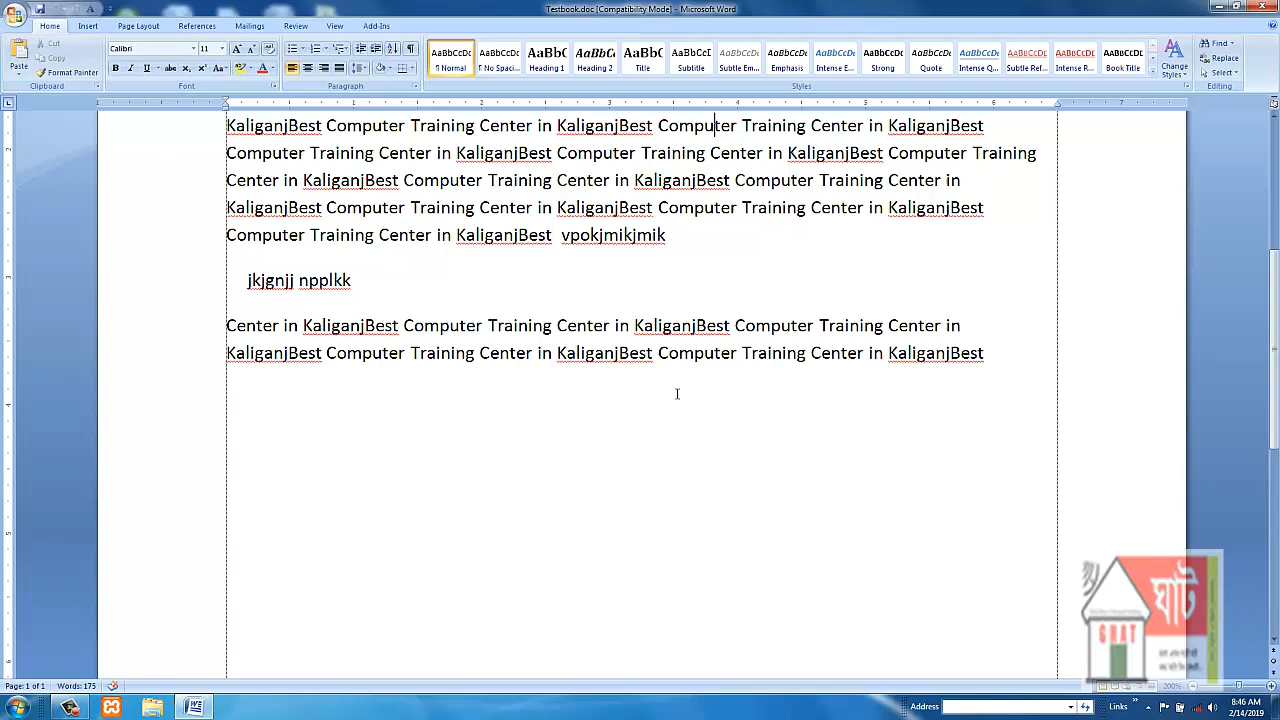 Testbook.doc [Compatibility Mode] - Microsoft Word
Home Insert Page Layout References Mailings Review View Add-Ins
Paste
Cut
Copy
Format Painter
Clipboard
Calibri 11
Font
Paragraph
AaBbCcDc AaBbCcDc AaBbC AaBbCc AaBbC AaBbCcI AaBbCcDc AaBbCcDc AaBbCcDc AaBbCcDc AaBbCcDc AaBbCcDc AaBbCcDc AaBbCcDc AaBbCcDc
¶ Normal ¶ No Spaci... Heading 1 Heading 2 Title Subtitle Subtle Em... Emphasis Intense E... Strong Quote Intense Q... Subtle Ref... Intense R... Book Title
Change Styles
Styles
Find
Replace
Select
Editing
KaliganjBest Computer Training Center in KaliganjBest Computer Training Center in KaliganjBest
Computer Training Center in KaliganjBest Computer Training Center in KaliganjBest Computer Training
Center in KaliganjBest Computer Training Center in KaliganjBest Computer Training Center in
KaliganjBest Computer Training Center in KaliganjBest Computer Training Center in KaliganjBest
Computer Training Center in KaliganjBest vpokjmikjmik
jkjgnjj npplkk
Center in KaliganjBest Computer Training Center in KaliganjBest Computer Training Center in
KaliganjBest Computer Training Center in KaliganjBest Computer Training Center in KaliganjBest
ঘাট
GHAT
Page: 1 of 1 Words: 175
200%
Address
Links
8:46 AM
2/14/2019